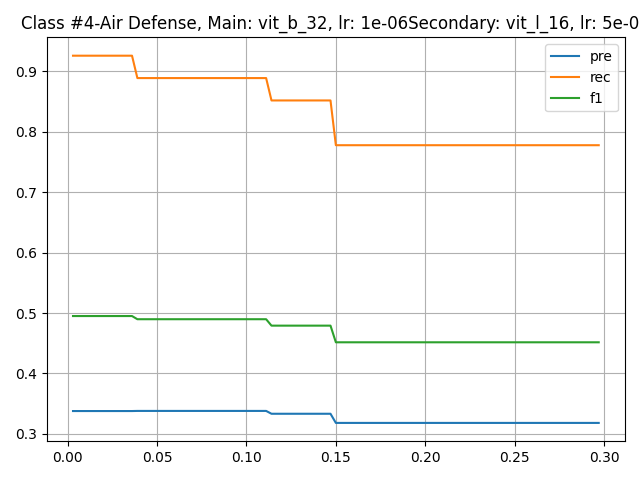 Class #4-Air Defense, Main: vit_b_32, lr: 1e-06Secondary: vit_l_16, lr: 5e-0
pre
rec
f1
0.9
0.8
0.7
0.6
0.5
0.4
0.3
0.00 0.05 0.10 0.15 0.20 0.25 0.30